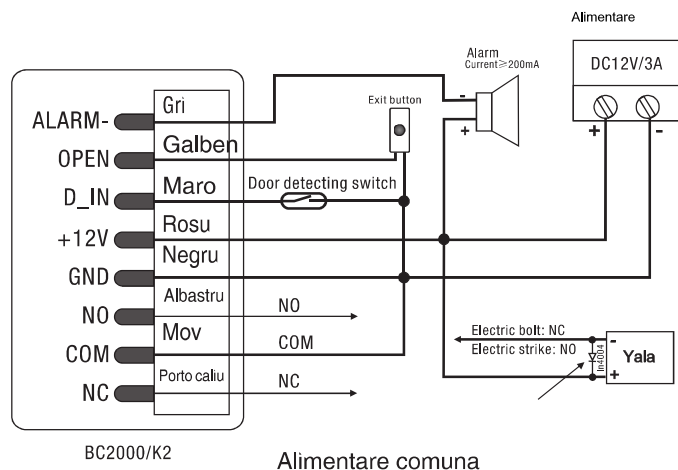 Alimentare
Alarm
Current≥200mA
DC12V/3A
Exit button
-
+
+
-
ALARM-
Gri
OPEN
Galben
D_IN
Maro
Door detecting switch
+12V
Rosu
GND
Negru
NO
Albastru
NO
COM
Mov
COM
NC
Porto caliu
NC
Electric bolt: NC
Electric strike: NO
-
+
In4004
Yala
BC2000/K2
Alimentare comuna